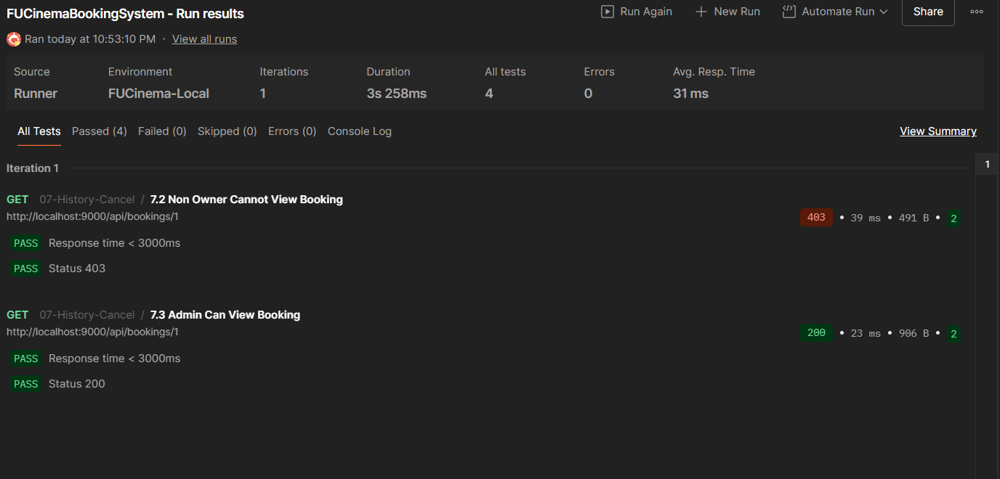 FUCinemaBookingSystem - Run results
Run Again
New Run
Automate Run
Share
Ran today at 10:53:10 PM · View all runs
Source Environment Iterations Duration All tests Errors Avg. Resp. Time
Runner FUCinema-Local 1 3s 258ms 4 0 31 ms
All Tests Passed (4) Failed (0) Skipped (0) Errors (0) Console Log View Summary
Iteration 1
1
GET 07-History-Cancel / 7.2 Non Owner Cannot View Booking
http://localhost:9000/api/bookings/1
403 • 39 ms • 491 B • 2
PASS Response time < 3000ms
PASS Status 403
GET 07-History-Cancel / 7.3 Admin Can View Booking
http://localhost:9000/api/bookings/1
200 • 23 ms • 906 B • 2
PASS Response time < 3000ms
PASS Status 200